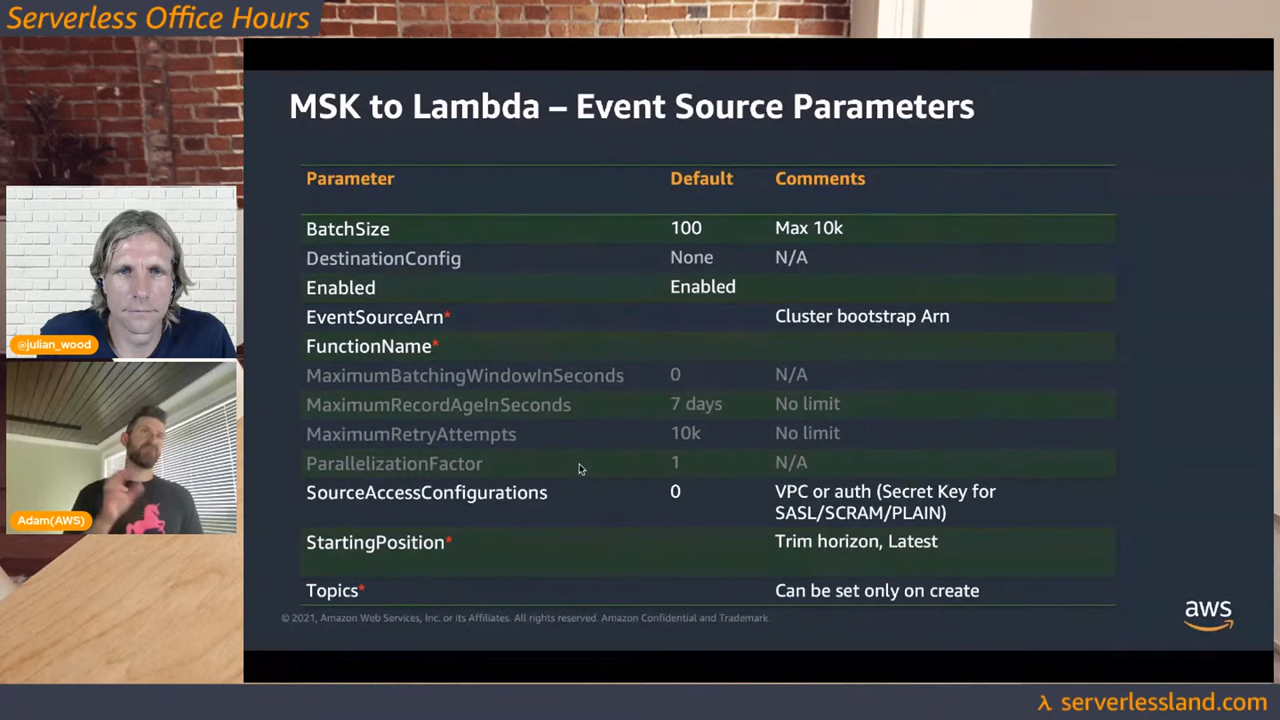 Serverless Office Hours
MSK to Lambda – Event Source Parameters
Parameter Default Comments
BatchSize 100 Max 10k
DestinationConfig None N/A
Enabled Enabled
EventSourceArn* Cluster bootstrap Arn
FunctionName*
MaximumBatchingWindowInSeconds 0 N/A
MaximumRecordAgeInSeconds 7 days No limit
MaximumRetryAttempts 10k No limit
ParallelizationFactor 1 N/A
SourceAccessConfigurations 0 VPC or auth (Secret Key for
SASL/SCRAM/PLAIN)
StartingPosition* Trim horizon, Latest
Topics* Can be set only on create
© 2021, Amazon Web Services, Inc. or its Affiliates. All rights reserved. Amazon Confidential and Trademark.
aws
@julian_wood
Adam(AWS)
λ serverlessland.com